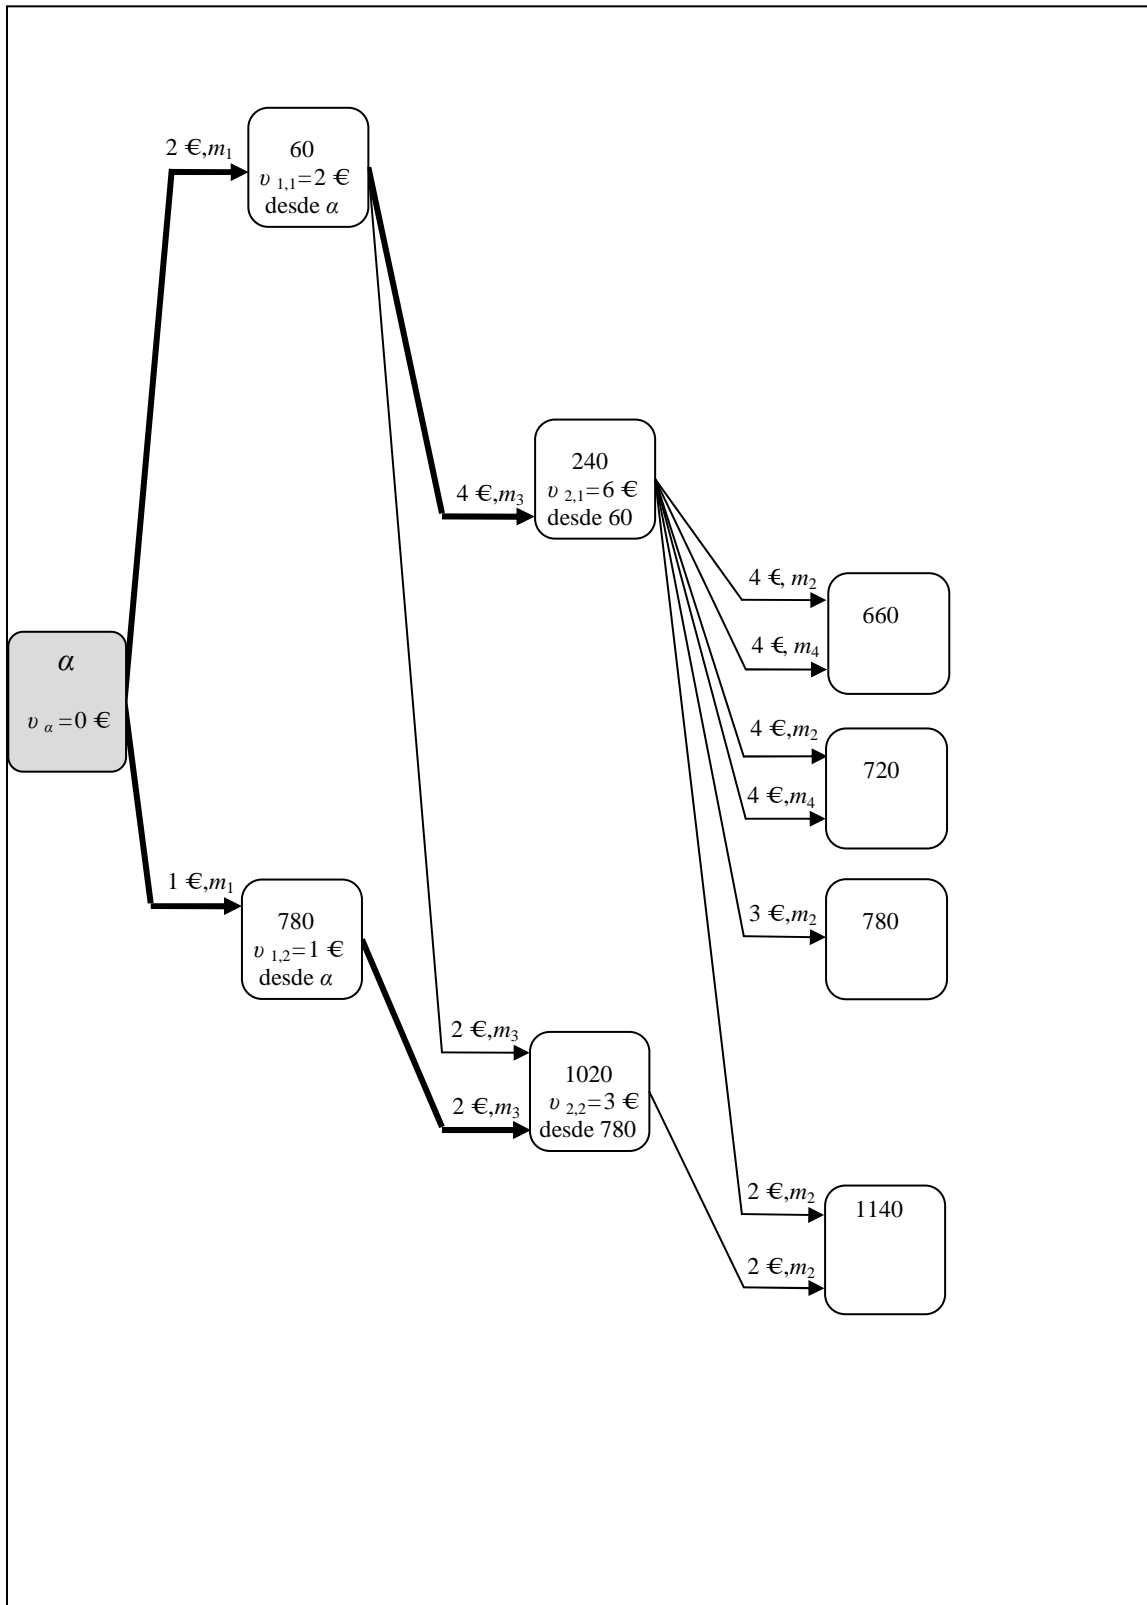 2 €,m1
60
υ 1,1=2 €
desde α
240
υ 2,1=6 €
desde 60
4 €,m3
4 €, m2
660
4 €, m4
α
υ α=0 €
4 €,m2
720
4 €,m4
1 €,m1
780
υ 1,2=1 €
desde α
3 €,m2
780
2 €,m3
1020
υ 2,2=3 €
desde 780
2 €,m3
2 €,m2
1140
2 €,m2